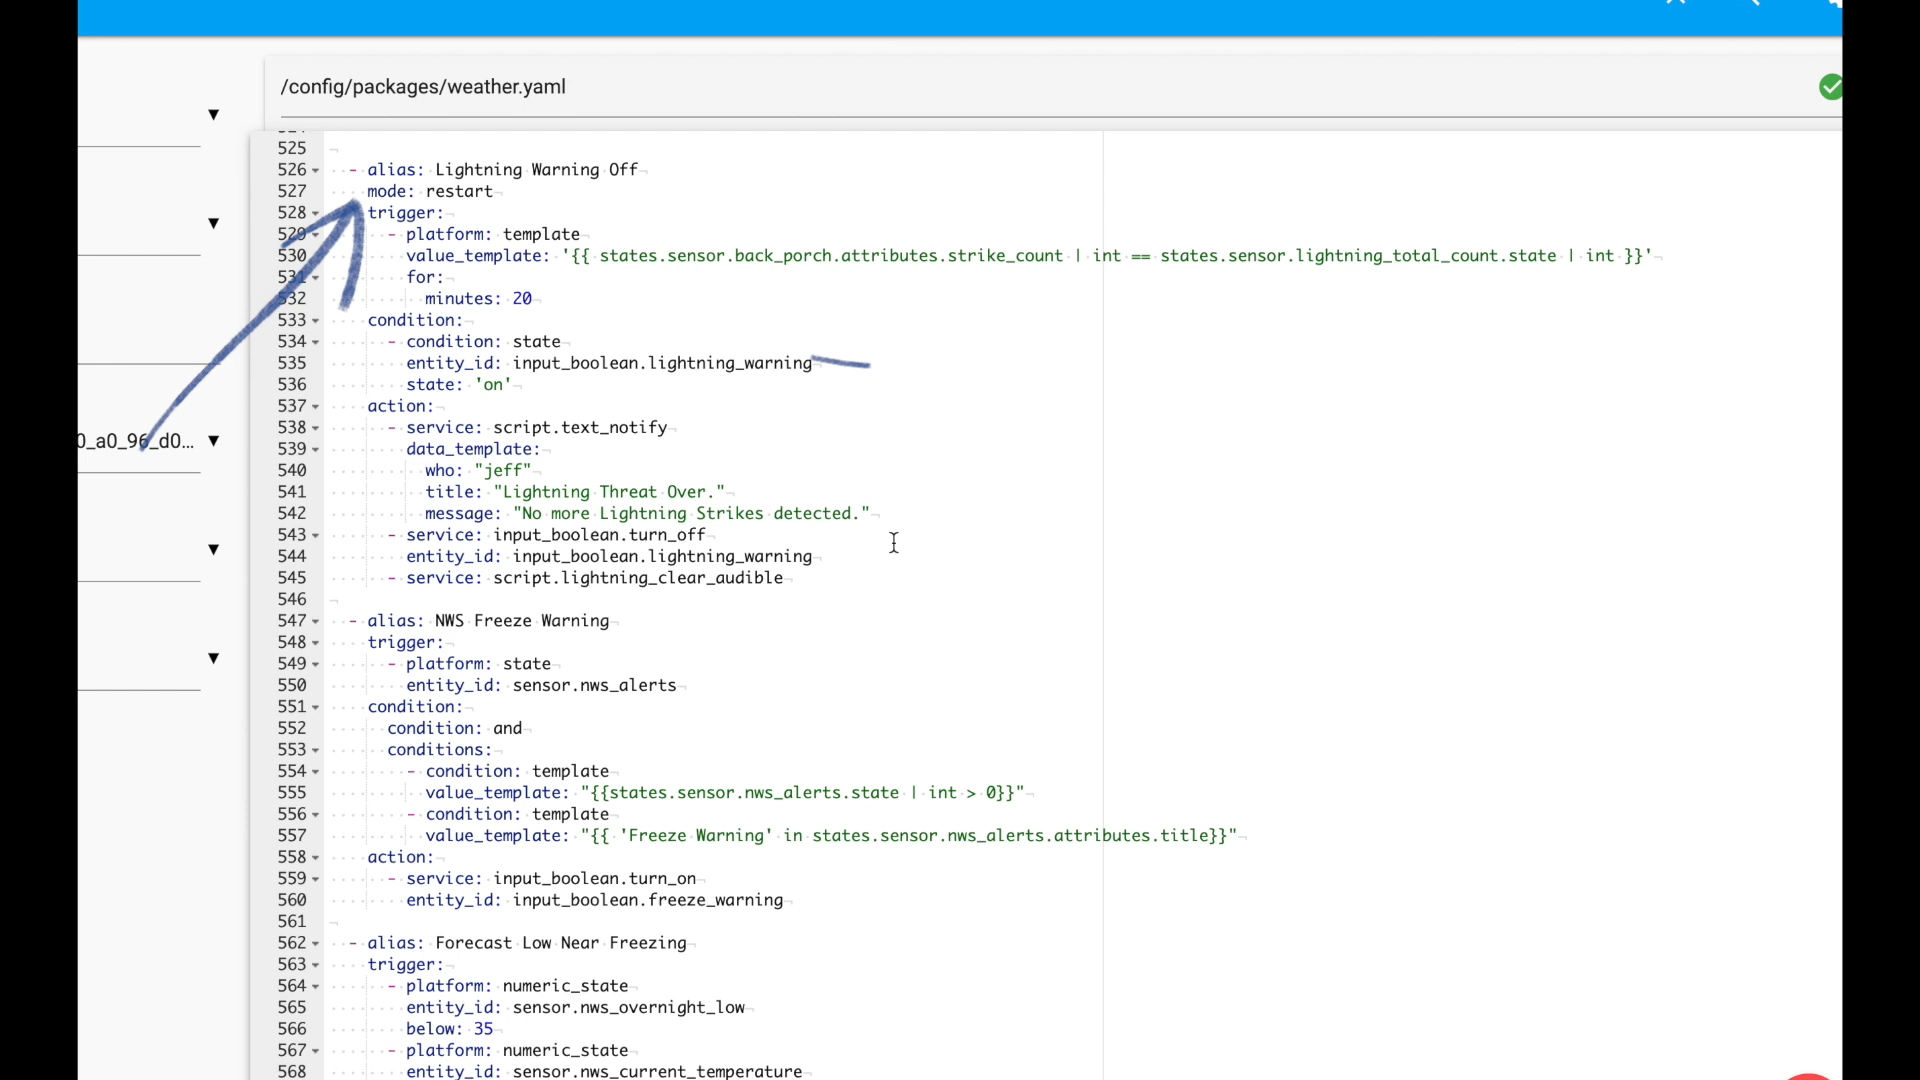 /config/packages/weather.yaml
525
526 - alias: Lightning Warning Off
527 mode: restart
528 trigger:
529 - platform: template
530 value_template: '{{ states.sensor.back_porch.attributes.strike_count | int == states.sensor.lightning_total_count.state | int }}'
531 for:
532 minutes: 20
533 condition:
534 - condition: state
535 entity_id: input_boolean.lightning_warning
536 state: 'on'
537 action:
538 - service: script.text_notify
539 data_template:
540 who: "jeff"
541 title: "Lightning Threat Over."
542 message: "No more Lightning Strikes detected."
543 - service: input_boolean.turn_off
544 entity_id: input_boolean.lightning_warning
545 - service: script.lightning_clear_audible
546
547 - alias: NWS Freeze Warning
548 trigger:
549 - platform: state
550 entity_id: sensor.nws_alerts
551 condition:
552 condition: and
553 conditions:
554 - condition: template
555 value_template: "{{states.sensor.nws_alerts.state | int > 0}}"
556 - condition: template
557 value_template: "{{ 'Freeze Warning' in states.sensor.nws_alerts.attributes.title}}"
558 action:
559 - service: input_boolean.turn_on
560 entity_id: input_boolean.freeze_warning
561
562 - alias: Forecast Low Near Freezing
563 trigger:
564 - platform: numeric_state
565 entity_id: sensor.nws_overnight_low
566 below: 35
567 - platform: numeric_state
568 entity_id: sensor.nws_current_temperature
0_a0_96_d0...